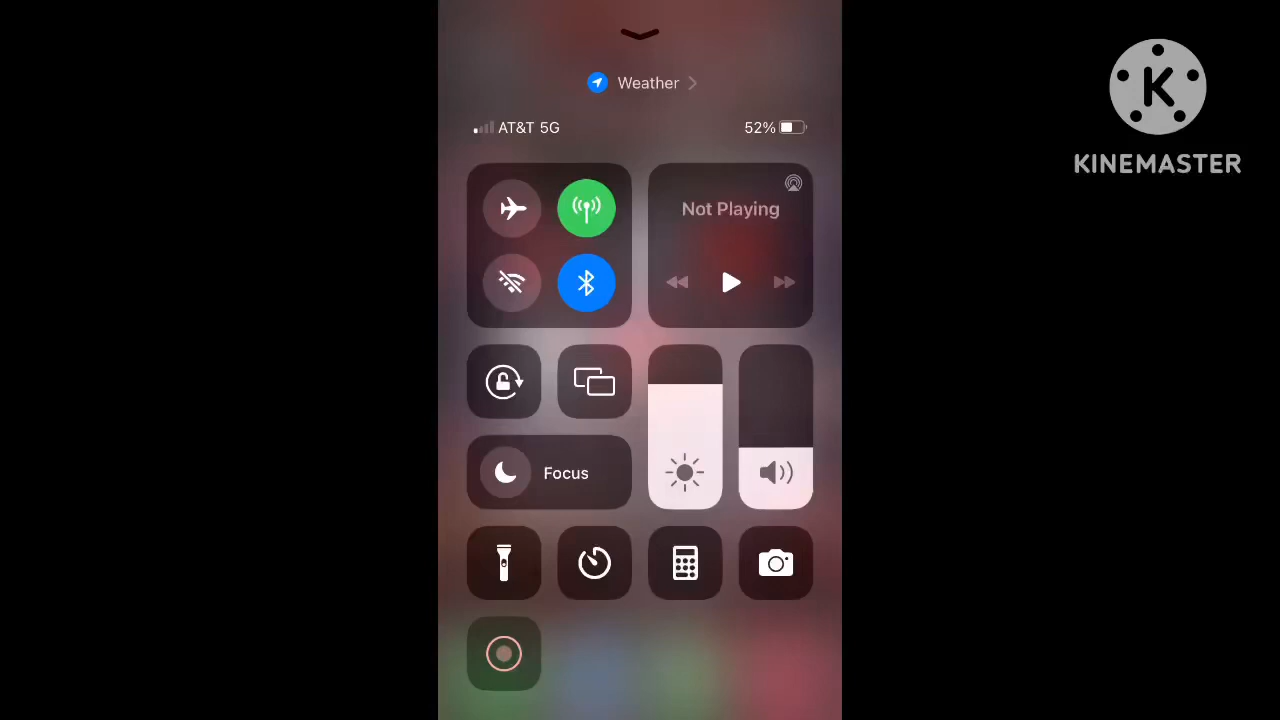 Weather
AT&T 5G
52%
Not Playing
Focus
K
KINEMASTER